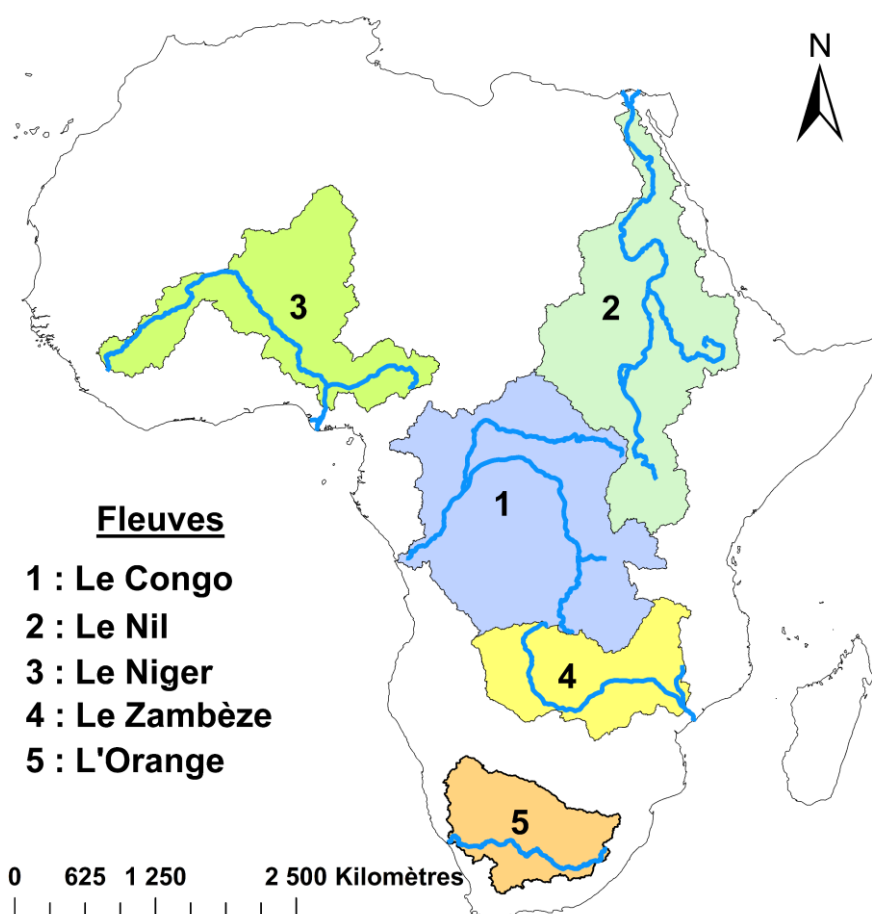 N
3
2
1
4
5
Fleuves
1 : Le Congo
2 : Le Nil
3 : Le Niger
4 : Le Zambèze
5 : L'Orange
0 625 1 250 2 500 Kilomètres